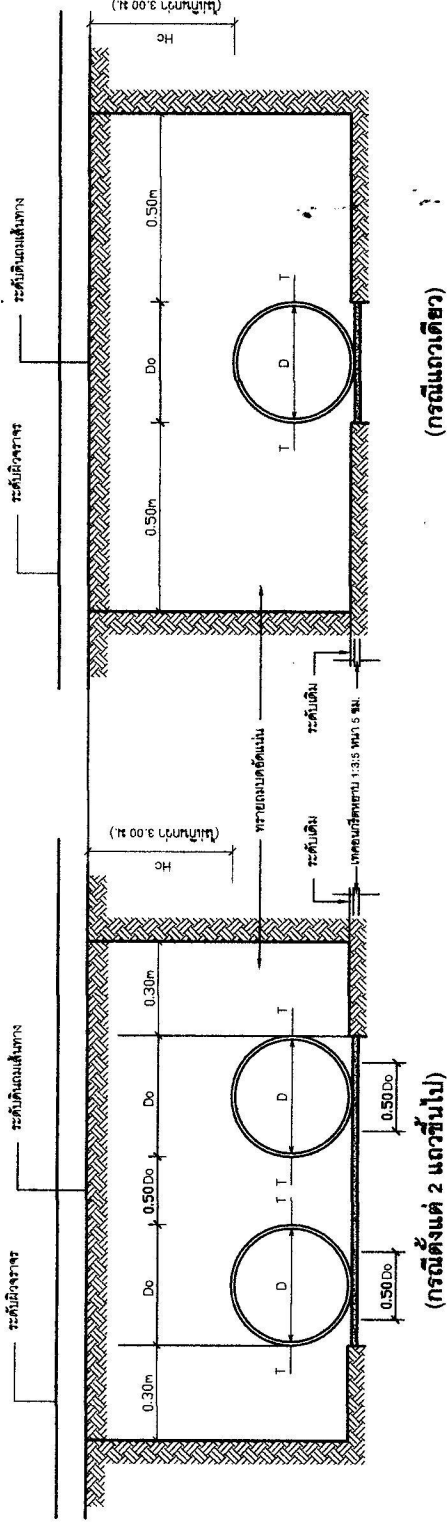 ระดับผิวจราจร
ระดับดินถมเส้นทาง
Hc
(ไม่เกินกว่า 3.00 ม.)
0.30m
Do
0.50Do
Do
0.30m
T
D
T
T
D
T
0.50Do
0.50Do
(กรณีตั้งแต่ 2 แถวขึ้นไป)
ทรายถมบดอัดแน่น
ระดับเดิม
ระดับเดิม
เทคอนกรีตหยาบ 1:3:5 หนา 5 ซม.
ระดับผิวจราจร
ระดับดินถมเส้นทาง
Hc
(ไม่เกินกว่า 3.00 ม.)
0.50m
Do
0.50m
T
D
T
(กรณีแถวเดียว)